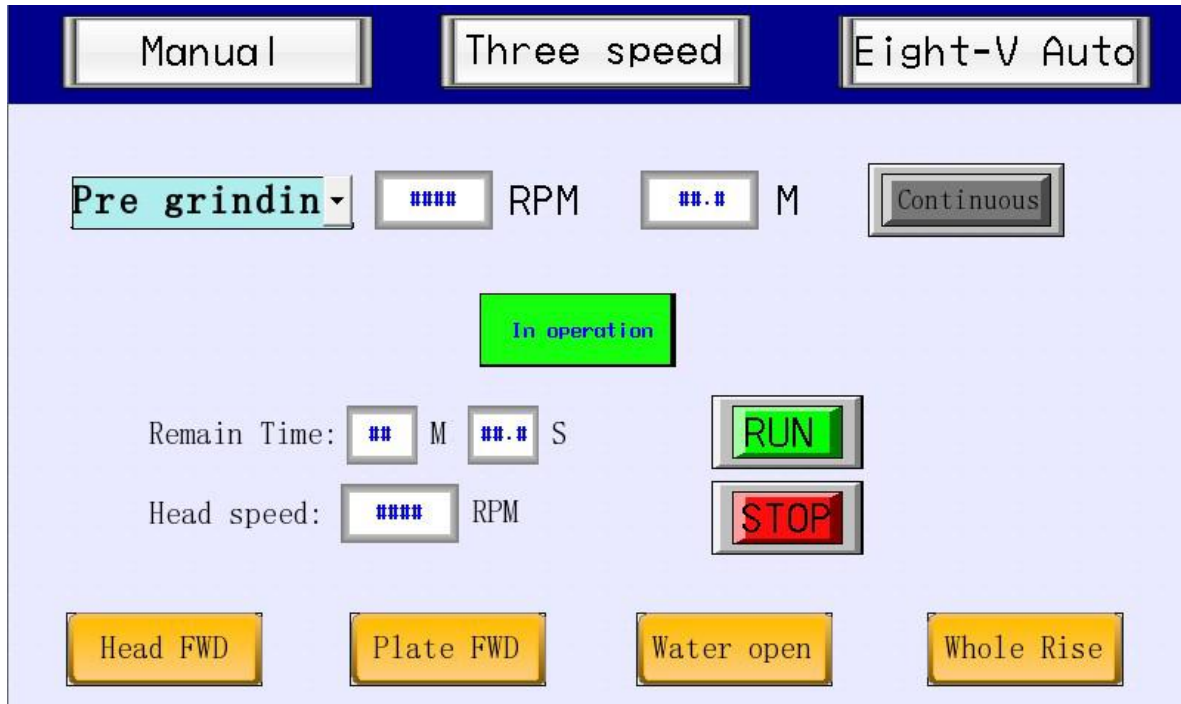 Manual Three speed Eight-V Auto
Pre grindin #### RPM ##.# M Continuous
In operation
Remain Time: ## M ##.# S RUN
Head speed: #### RPM STOP
Head FWD Plate FWD Water open Whole Rise